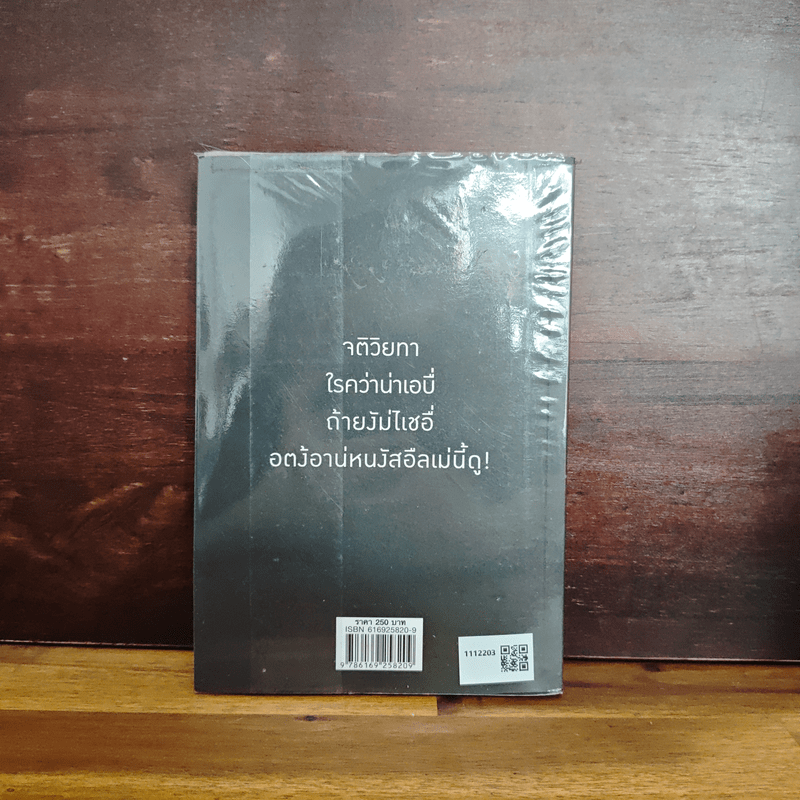 จติวิยทา
ใรคว่าน่าเอบื่
ถ้ายงัม่ไเชอื่
อตง้อาน่หนงัสอืลเม่นี้ดู!
ราคา 250 บาท
ISBN 616925820-9
9 786169 258209
1112203